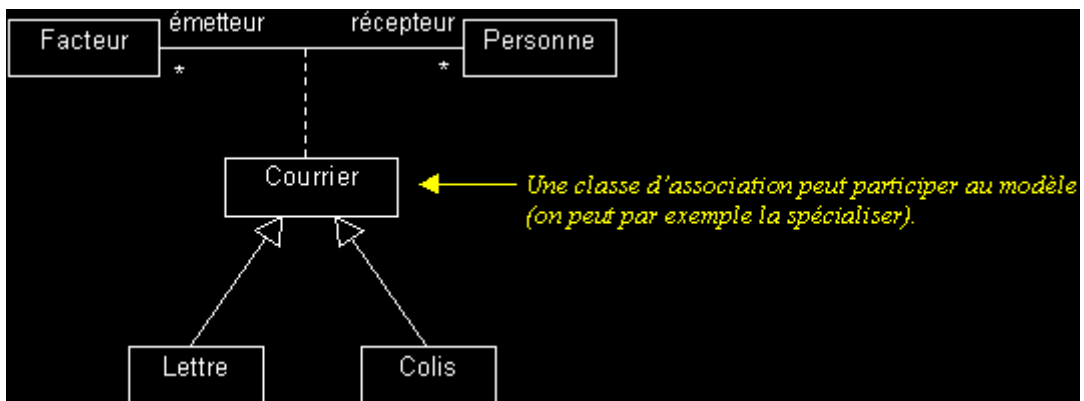 émetteur récepteur
Facteur Personne
* *
Courrier
Une classe d'association peut participer au modèle
(on peut par exemple la spécialiser).
Lettre Colis